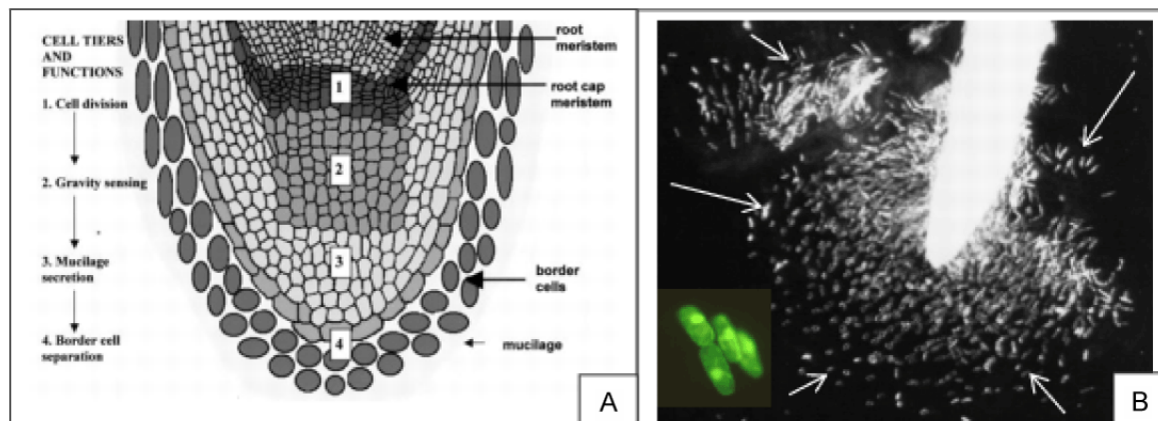 CELL TIERS
AND
FUNCTIONS
1. Cell division
2. Gravity sensing
3. Mucilage
secretion
4. Border cell
separation
1
2
3
4
root
meristem
root cap
meristem
border
cells
mucilage
A
B